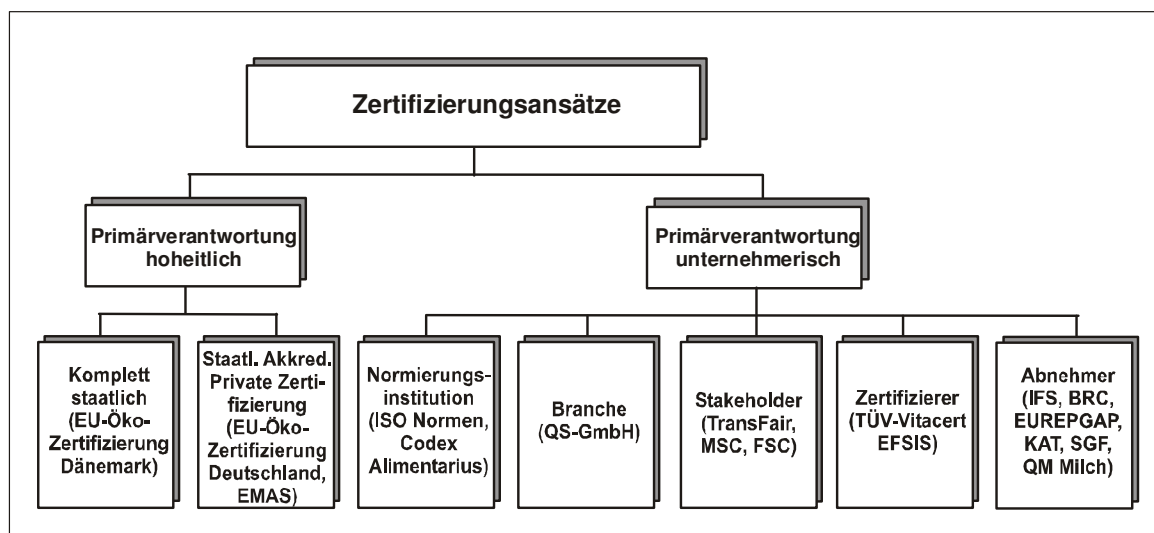 Zertifizierungsansätze
Primärverantwortung
hoheitlich
Primärverantwortung
unternehmerisch
Komplett
staatlich
(EU-Öko-
Zertifizierung
Dänemark)
Staatl. Akkred.
Private Zerti-
fizierung
(EU-Öko-
Zertifizierung
Deutschland,
EMAS)
Normierungs-
institution
(ISO Normen,
Codex
Alimentarius)
Branche
(QS-GmbH)
Stakeholder
(TransFair,
MSC, FSC)
Zertifizierer
(TÜV-Vitacert
EFSIS)
Abnehmer
(IFS, BRC,
EUREPGAP,
KAT, SGF,
QM Milch)